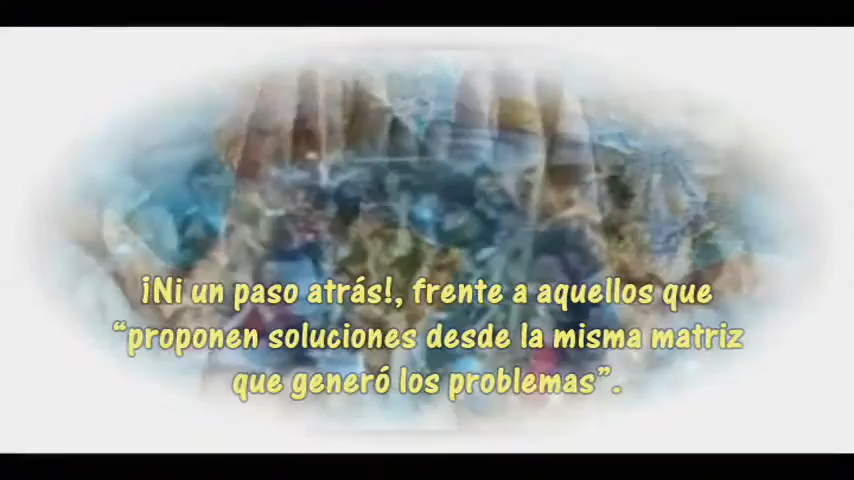 ¡Ni un paso atrás!, frente a aquellos que
“proponen soluciones desde la misma matriz
que generó los problemas”.